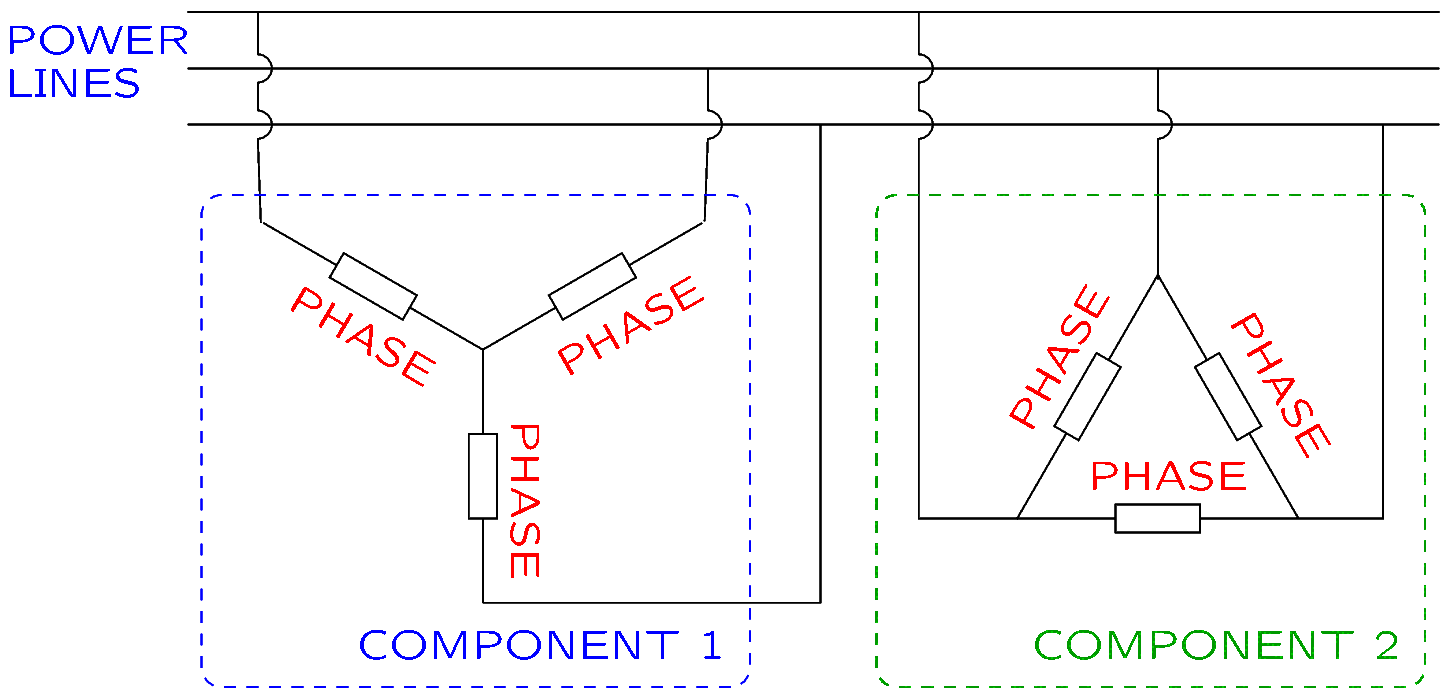 POWER
LINES
PHASE
PHASE
PHASE
COMPONENT 1
PHASE
PHASE
PHASE
COMPONENT 2